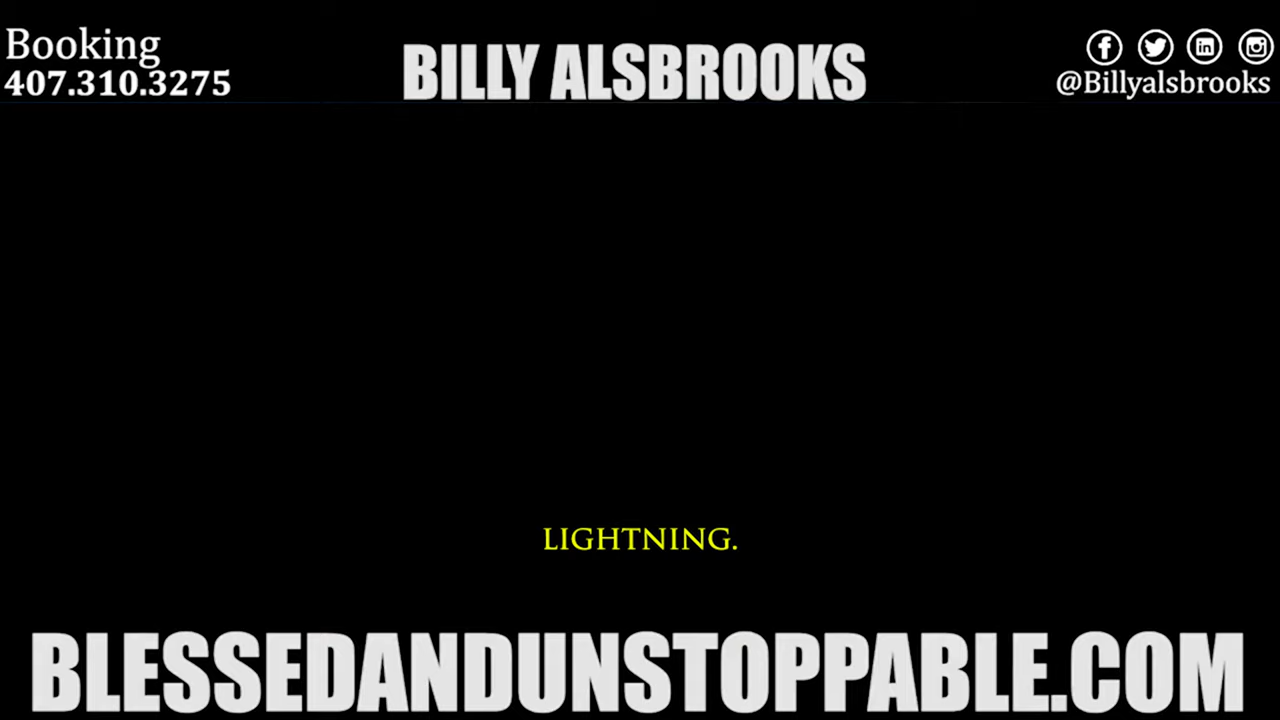 Booking
407.310.3275
BILLY ALSBROOKS
@Billyalsbrooks
LIGHTNING.
BLESSEDANDUNSTOPPABLE.COM